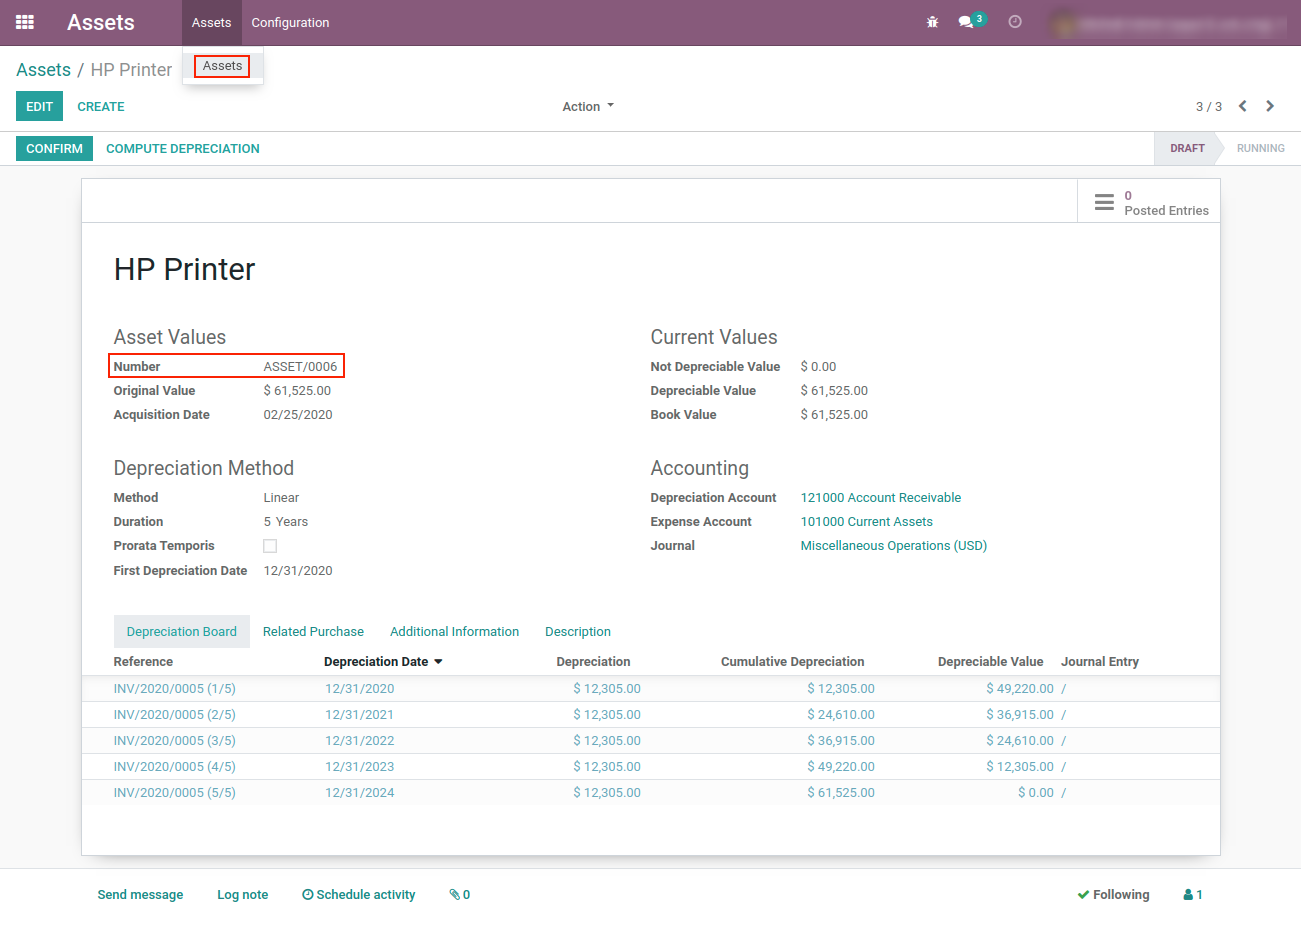 Assets Assets Configuration 3
Assets / HP Printer Assets
EDIT CREATE Action 3 / 3
CONFIRM COMPUTE DEPRECIATION DRAFT RUNNING
0
Posted Entries
HP Printer
Asset Values
Number ASSET/0006
Original Value $ 61,525.00
Acquisition Date 02/25/2020
Current Values
Not Depreciable Value $ 0.00
Depreciable Value $ 61,525.00
Book Value $ 61,525.00
Depreciation Method
Method Linear
Duration 5 Years
Prorata Temporis
First Depreciation Date 12/31/2020
Accounting
Depreciation Account 121000 Account Receivable
Expense Account 101000 Current Assets
Journal Miscellaneous Operations (USD)
Depreciation Board Related Purchase Additional Information Description
Reference Depreciation Date Depreciation Cumulative Depreciation Depreciable Value Journal Entry
INV/2020/0005 (1/5) 12/31/2020 $ 12,305.00 $ 12,305.00 $ 49,220.00 /
INV/2020/0005 (2/5) 12/31/2021 $ 12,305.00 $ 24,610.00 $ 36,915.00 /
INV/2020/0005 (3/5) 12/31/2022 $ 12,305.00 $ 36,915.00 $ 24,610.00 /
INV/2020/0005 (4/5) 12/31/2023 $ 12,305.00 $ 49,220.00 $ 12,305.00 /
INV/2020/0005 (5/5) 12/31/2024 $ 12,305.00 $ 61,525.00 $ 0.00 /
Send message Log note Schedule activity 0 Following 1